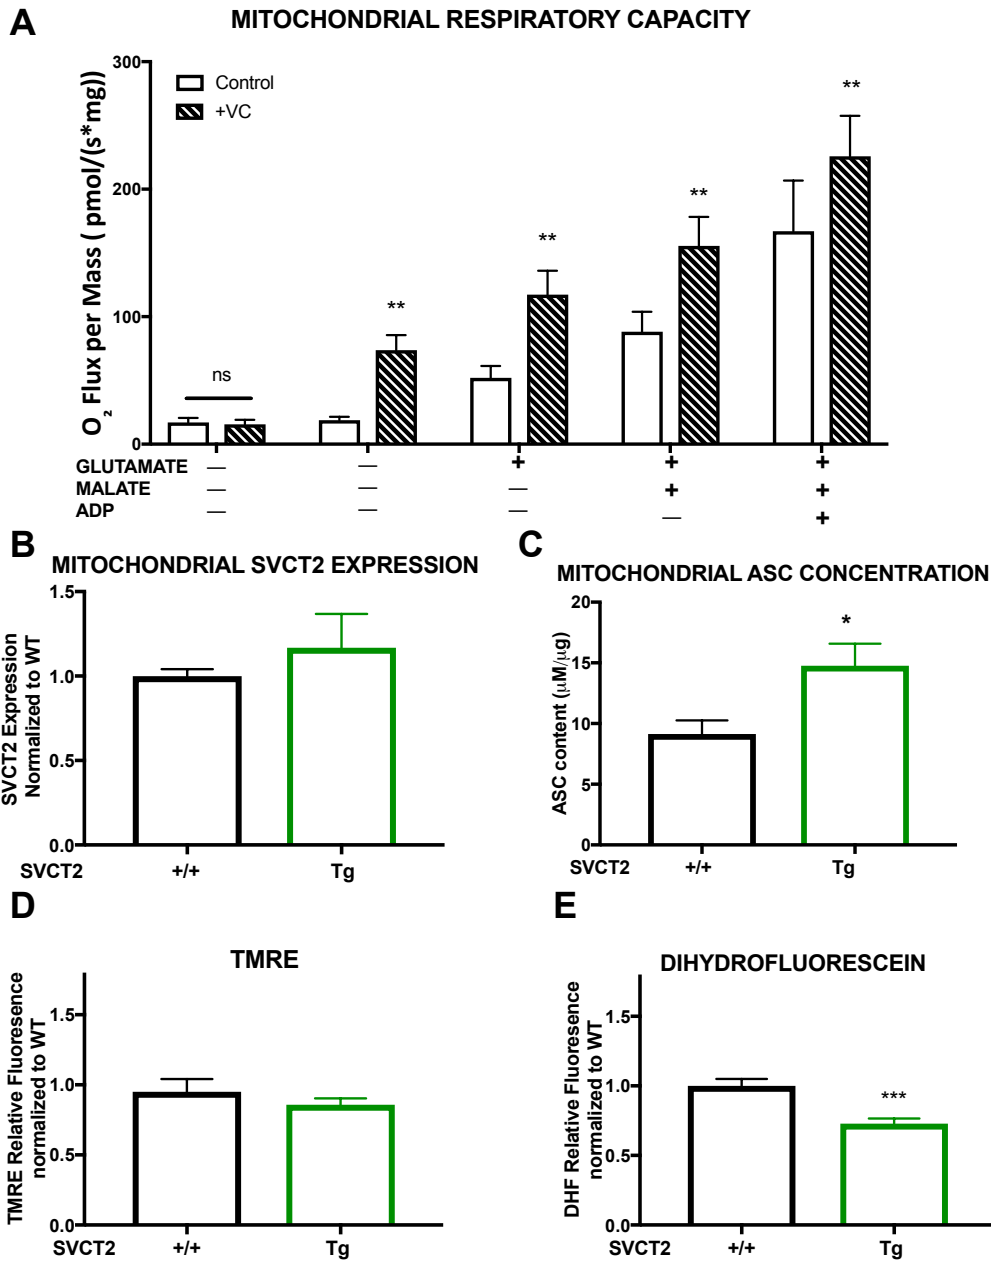 A
MITOCHONDRIAL RESPIRATORY CAPACITY
O₂ Flux per Mass ( pmol/(s*mg))
300
200
100
0
Control
+VC
ns
**
**
**
**
GLUTAMATE — — + + +
MALATE — — — + +
ADP — — — — +
B
MITOCHONDRIAL SVCT2 EXPRESSION
SVCT2 Expression
Normalized to WT
1.5
1.0
0.5
0.0
SVCT2 +/+ Tg
C
MITOCHONDRIAL ASC CONCENTRATION
ASC content (μM/μg)
20
15
10
5
0
*
SVCT2 +/+ Tg
D
TMRE
TMRE Relative Fluoresence
normalized to WT
1.5
1.0
0.5
0.0
SVCT2 +/+ Tg
E
DIHYDROFLUORESCEIN
DHF Relative Fluoresence
normalized to WT
1.5
1.0
0.5
0.0
***
SVCT2 +/+ Tg